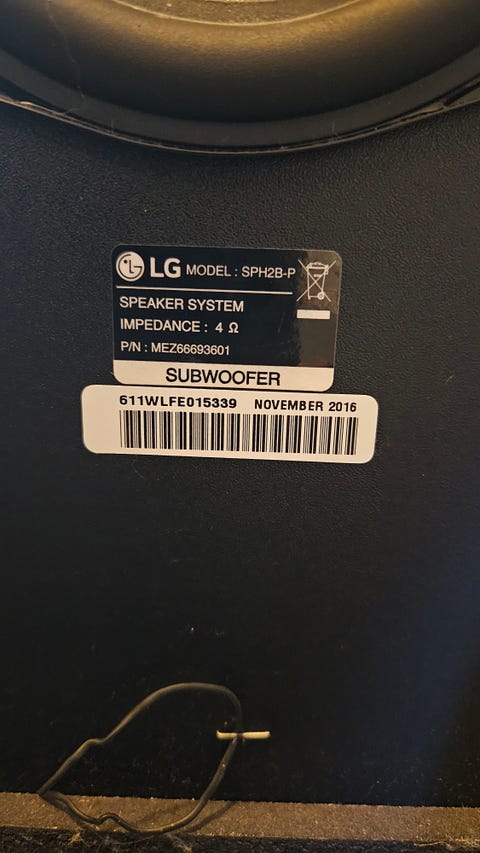 LG MODEL : SPH2B-P
SPEAKER SYSTEM
IMPEDANCE : 4 Ω
P/N : MEZ66693601
SUBWOOFER
611WLFE015339 NOVEMBER 2016